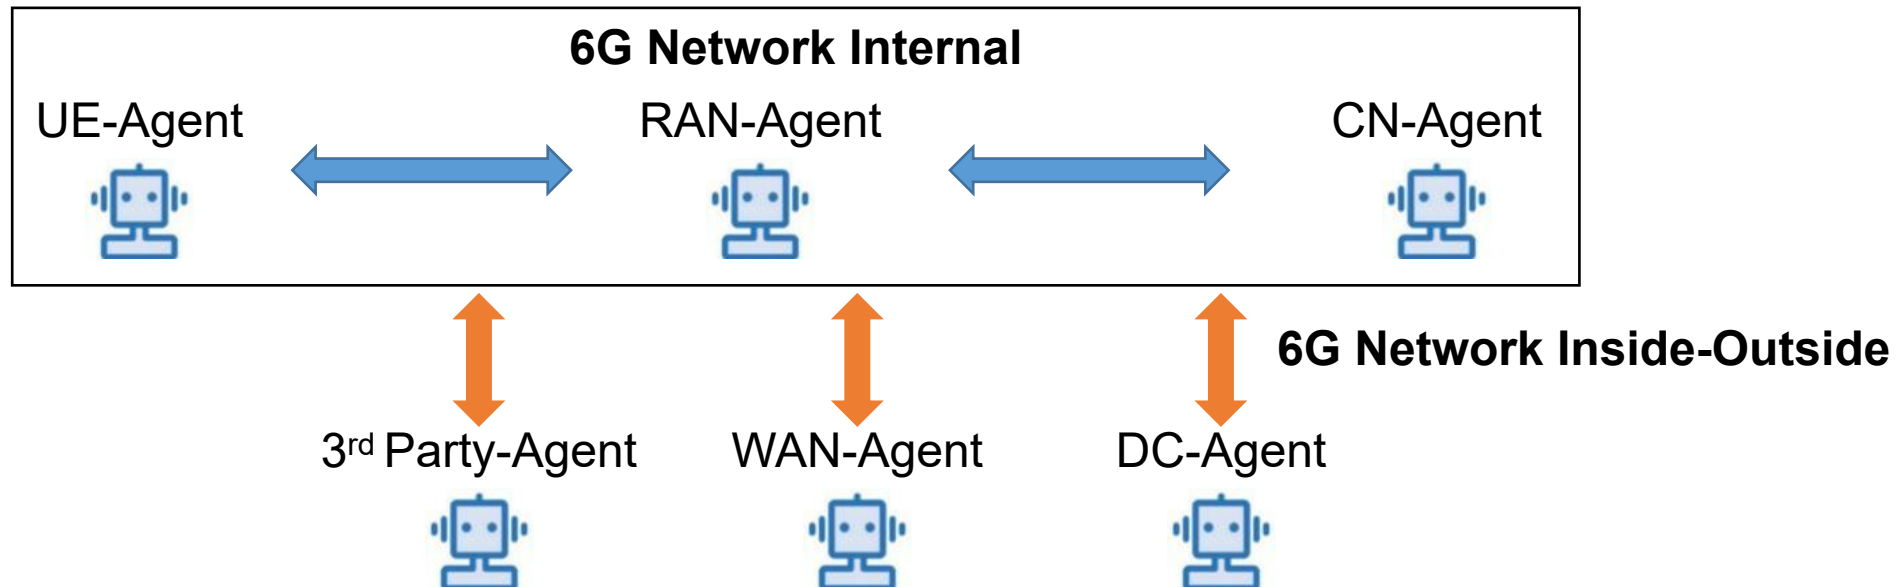 6G Network Internal
UE-Agent RAN-Agent CN-Agent
6G Network Inside-Outside
3rd Party-Agent WAN-Agent DC-Agent